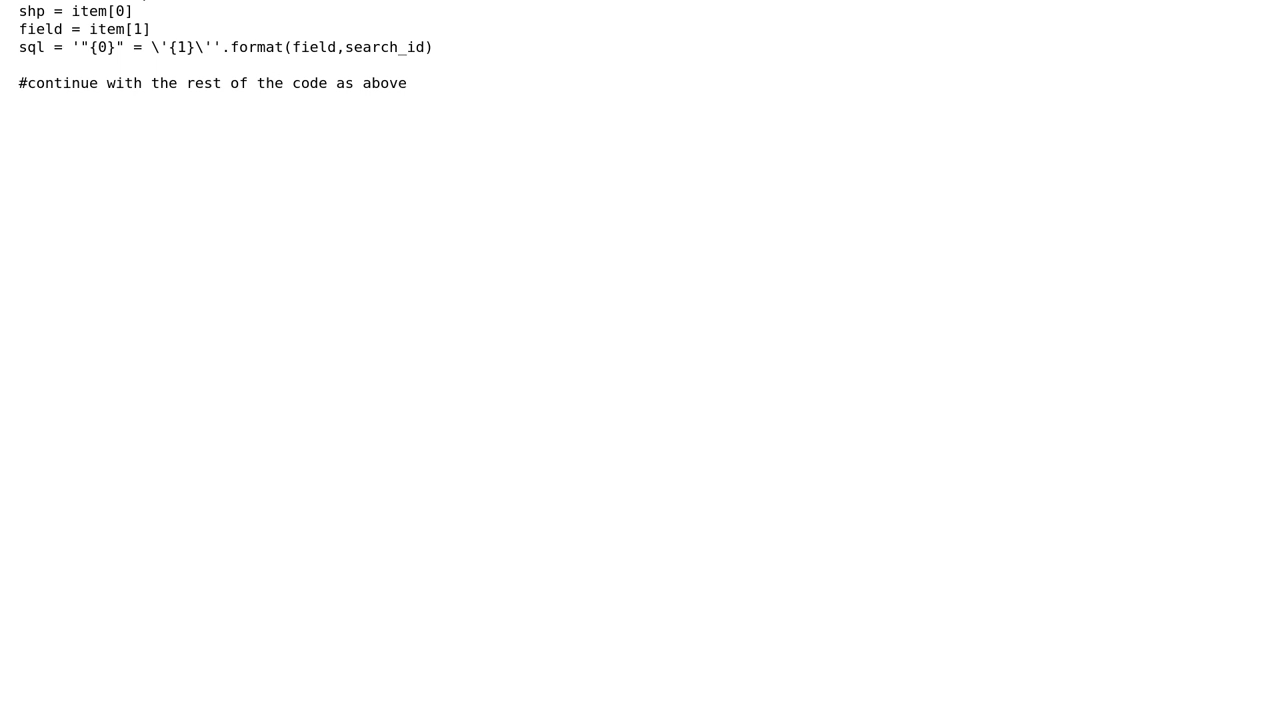 shp = item[0]
field = item[1]
sql = '"{0}" = \'{1}\''.format(field,search_id)

#continue with the rest of the code as above